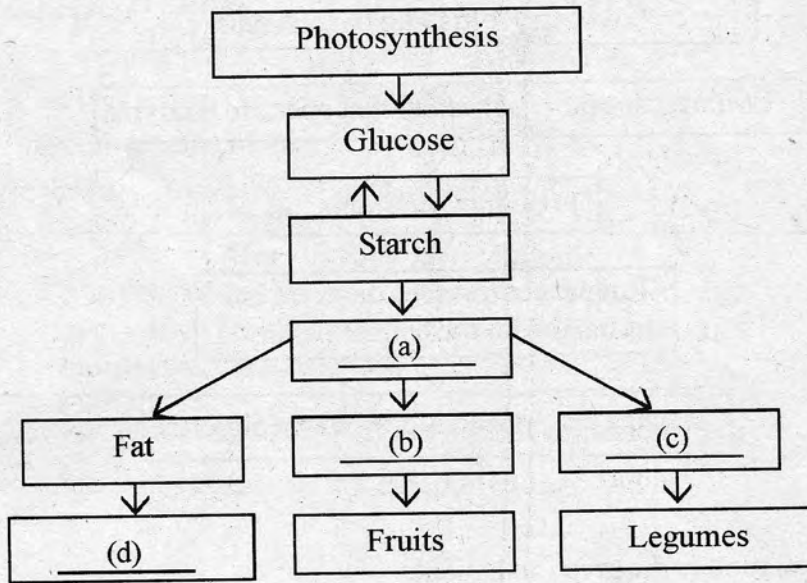 Photosynthesis
Glucose
Starch
(a)
Fat
(b)
(c)
(d)
Fruits
Legumes